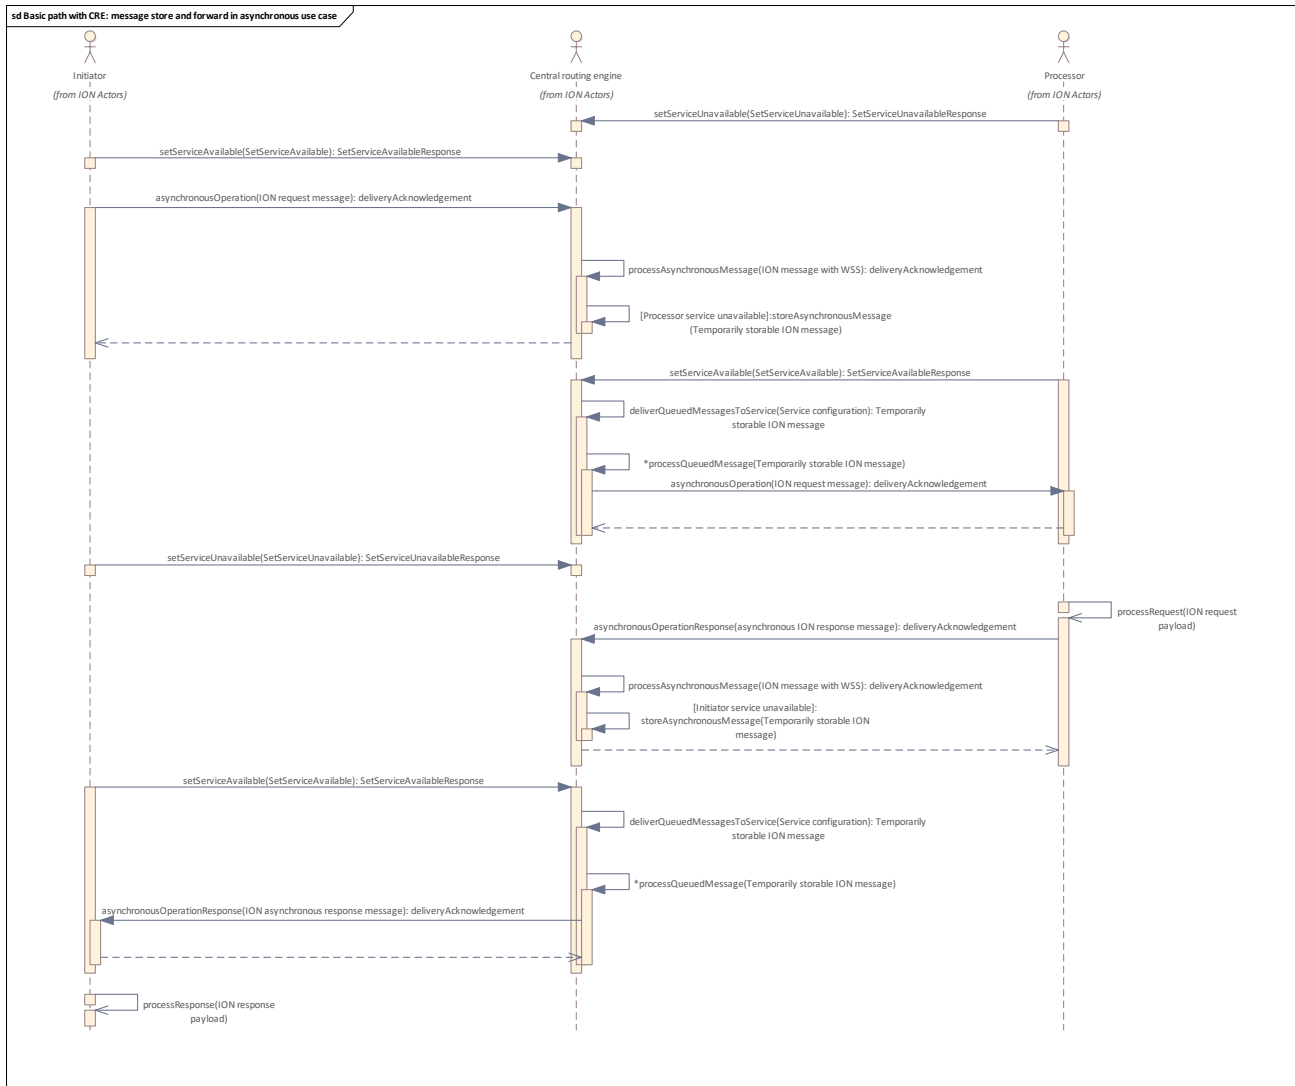 sd Basic path with CRE: message store and forward in asynchronous use case
Initiator
(from ION Actors)
Central routing engine
(from ION Actors)
Processor
(from ION Actors)
setServiceUnavailable(SetServiceUnavailable): SetServiceUnavailableResponse
setServiceAvailable(SetServiceAvailable): SetServiceAvailableResponse
asynchronousOperation(ION request message): deliveryAcknowledgement
processAsynchronousMessage(ION message with WSS): deliveryAcknowledgement
[Processor service unavailable]:storeAsynchronousMessage
(Temporarily storable ION message)
setServiceAvailable(SetServiceAvailable): SetServiceAvailableResponse
deliverQueuedMessagesToService(Service configuration): Temporarily
storable ION message
*processQueuedMessage(Temporarily storable ION message)
asynchronousOperation(ION request message): deliveryAcknowledgement
setServiceUnavailable(SetServiceUnavailable): SetServiceUnavailableResponse
processRequest(ION request
payload)
asynchronousOperationResponse(asynchronous ION response message): deliveryAcknowledgement
processAsynchronousMessage(ION message with WSS): deliveryAcknowledgement
[Initiator service unavailable]:
storeAsynchronousMessage(Temporarily storable ION
message)
setServiceAvailable(SetServiceAvailable): SetServiceAvailableResponse
deliverQueuedMessagesToService(Service configuration): Temporarily
storable ION message
*processQueuedMessage(Temporarily storable ION message)
asynchronousOperationResponse(ION asynchronous response message): deliveryAcknowledgement
processResponse(ION response
payload)